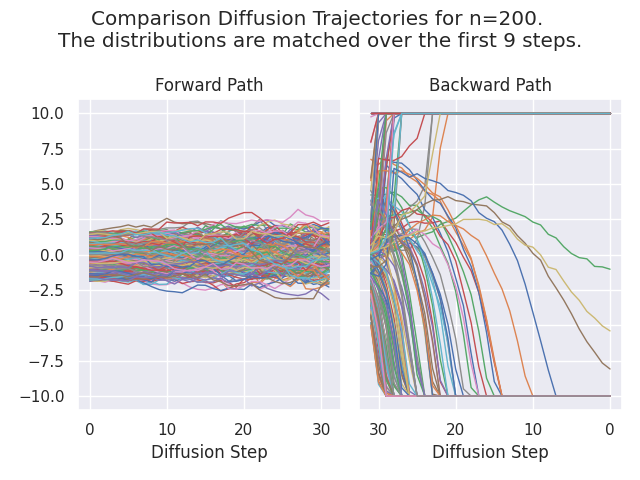 Comparison Diffusion Trajectories for n=200.
The distributions are matched over the first 9 steps.
Forward Path
Backward Path
10.0
7.5
5.0
2.5
0.0
−2.5
−5.0
−7.5
−10.0
0 10 20 30
30 20 10 0
Diffusion Step
Diffusion Step